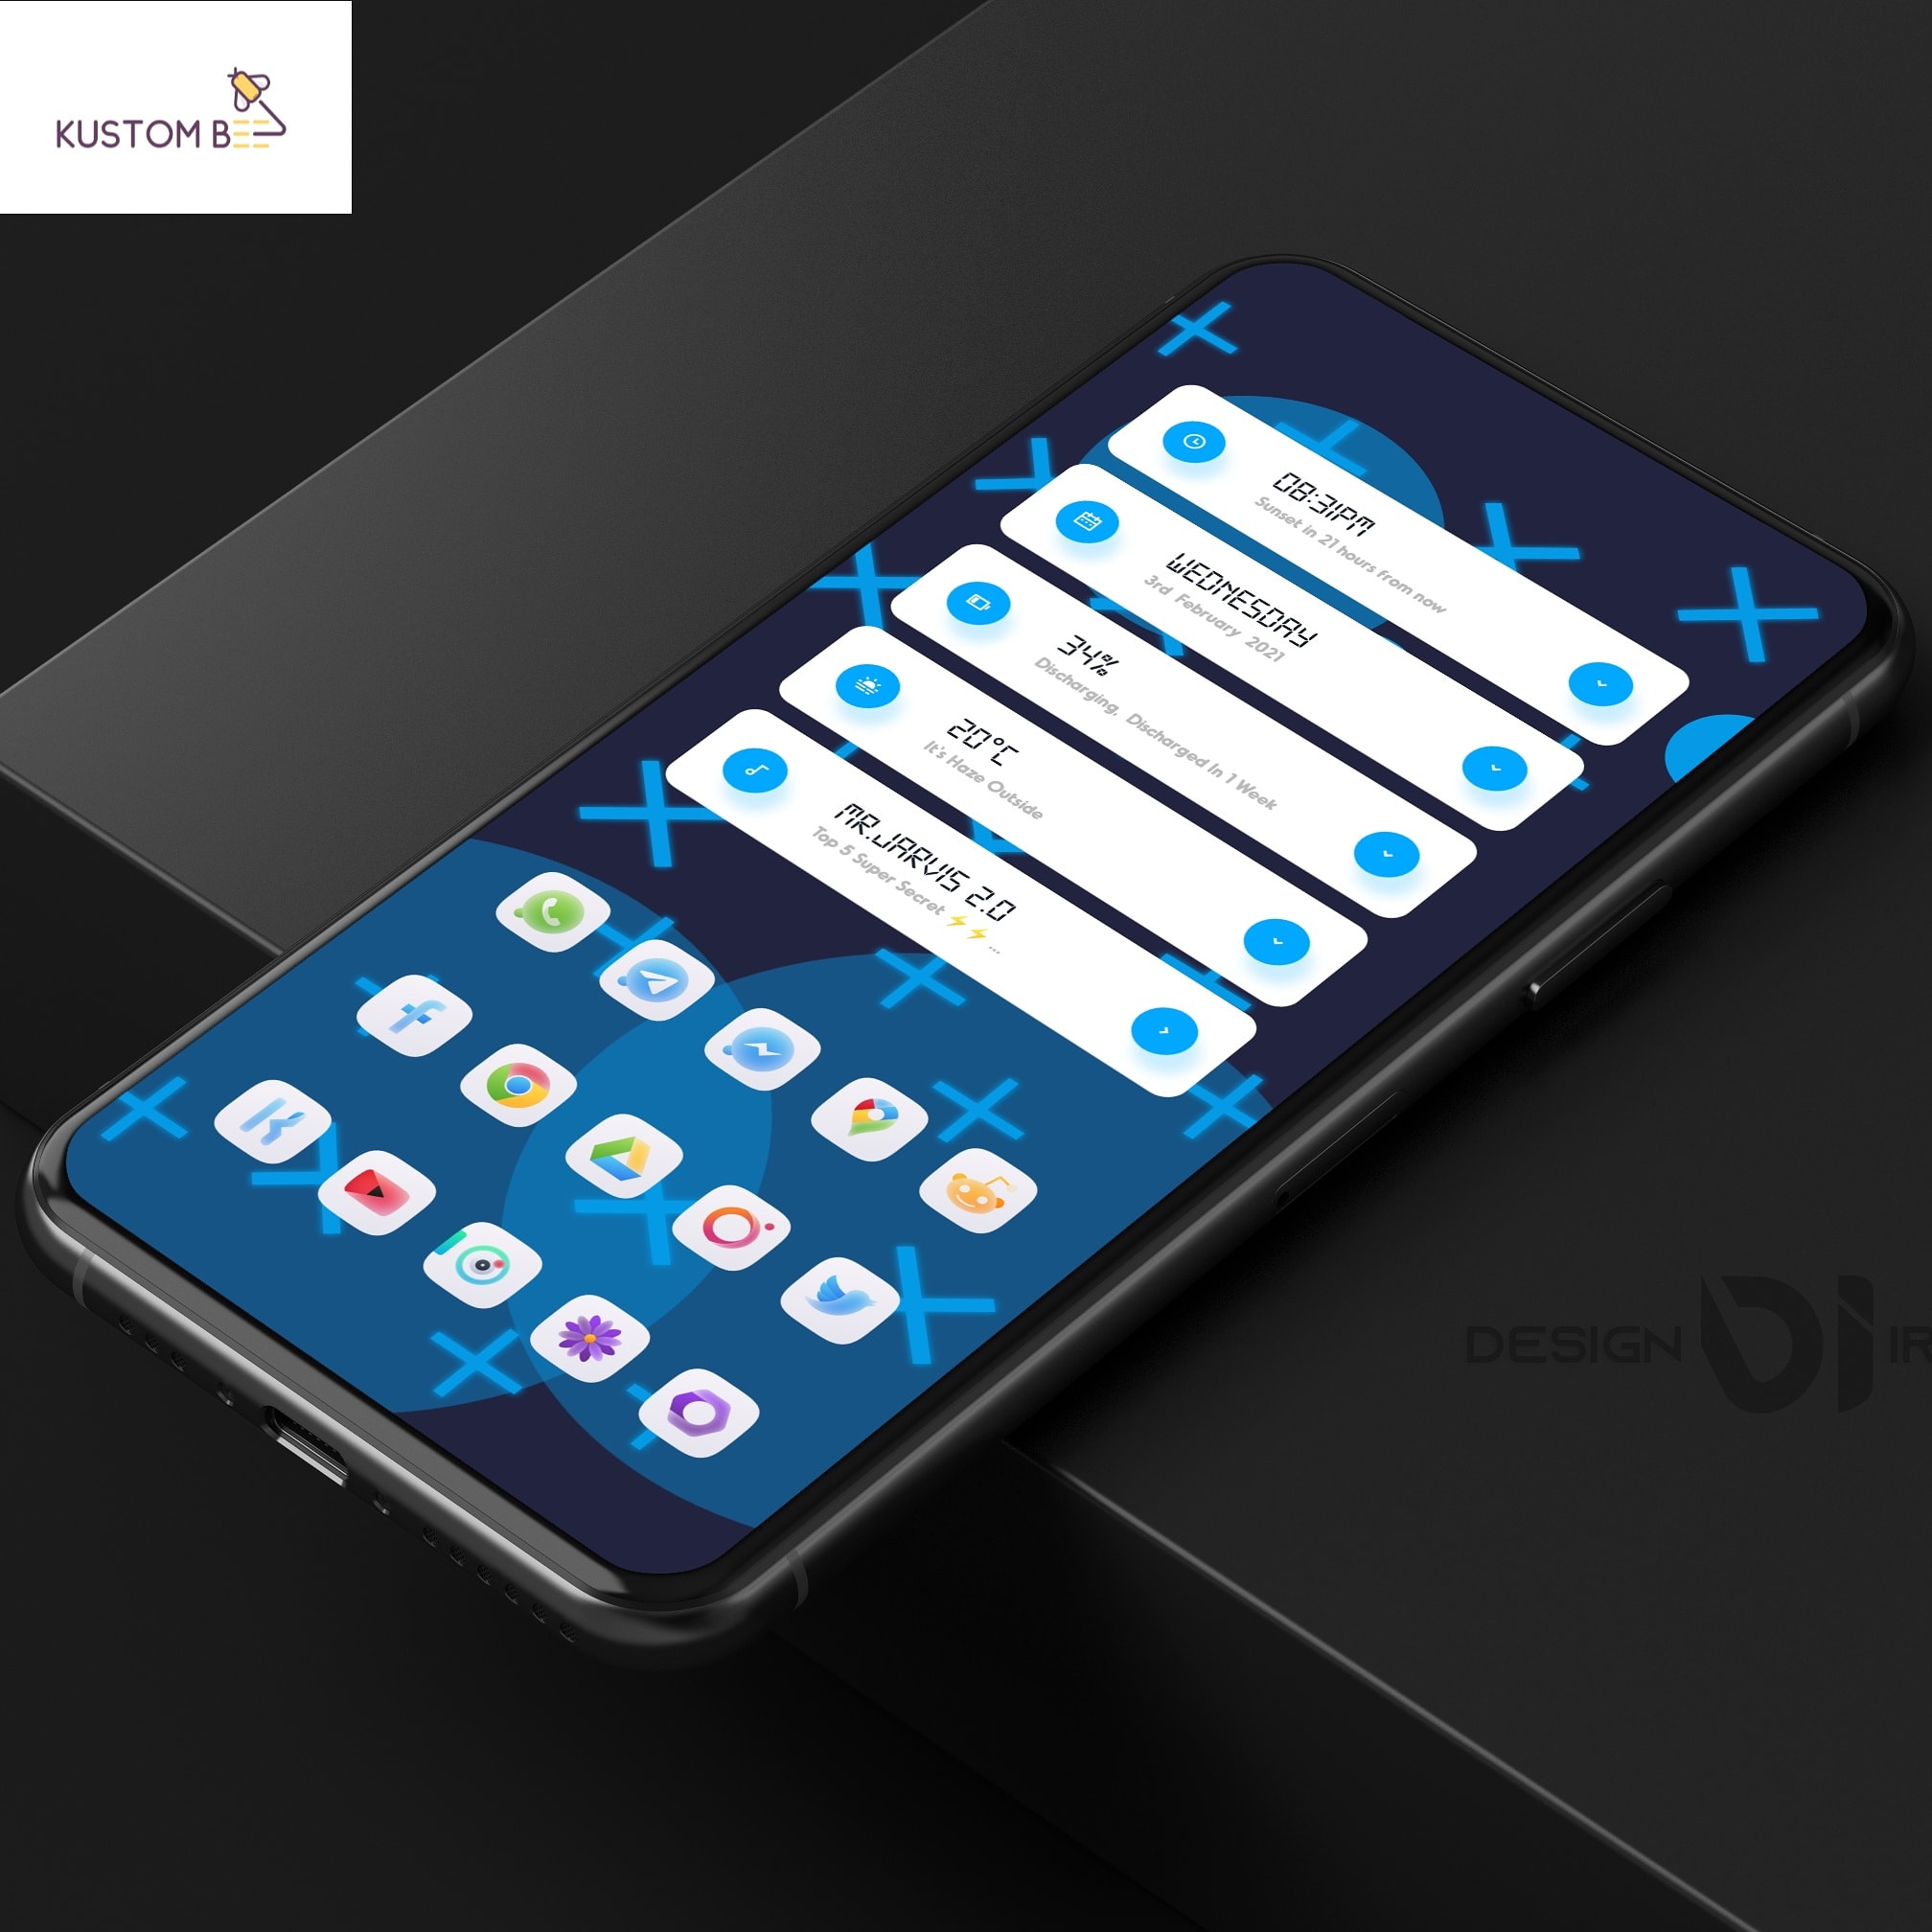 KUSTOM BEE
08:31PM
Sunset in 21 hours from now
WEDNESDAY
3rd February 2021
34%
Discharging, Discharged In 1 Week
20°C
It's Haze Outside
MR.JARVIS 2.0
Top 5 Super Secret ⚡⚡...
DESIGN DI IR